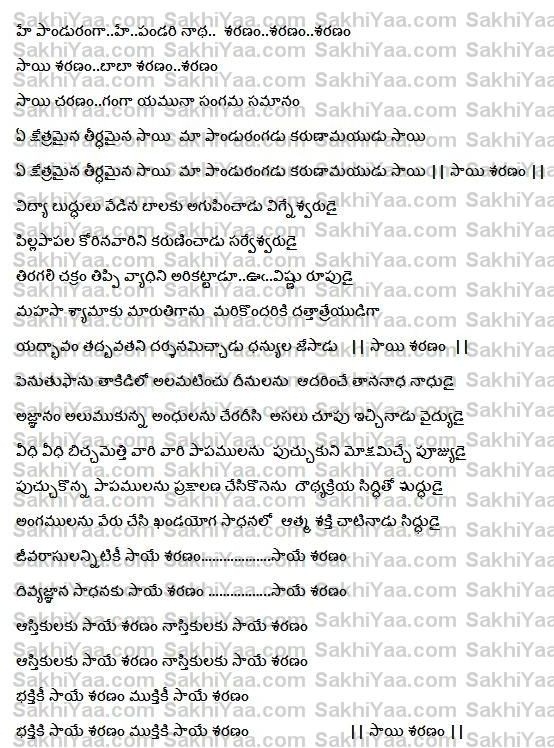 హే పాండురంగా..హే..పండరి నాథ..  శరణం..శరణం..శరణం
సాయి శరణం..బాబా శరణం..శరణం
సాయి చరణం..గంగా యమునా సంగమ సమానం
ఏ క్షేత్రమైన తీర్థమైన సాయి  మా పాండురంగడు కరుణామయుడు సాయి
ఏ క్షేత్రమైన తీర్థమైన సాయి  మా పాండురంగడు కరుణామయుడు సాయి || సాయి శరణం ||
విద్యా బుద్ధులు వేడిన బాలకు అగుపించాడు విగ్నేశ్వరుడై
పిల్లపాపల కోరినవారిని కరుణించాడు సర్వేశ్వరుడై
తిరగలి చక్రం తిప్పి వ్యాధిని అరికట్టాడూ..ఊఁ..విష్ణు రూపుడై
మహసా శ్యామాకు మారుతిగాను  మరికొందరికి దత్తాత్రేయుడిగా
యద్భావం తద్భవతని దర్శనమిచ్చాడు ధన్యుల జేసాడు   || సాయి శరణం  ||
పెనుతుఫాను తాకిడిలో అలమటించు దీనులను  ఆదరించే తాననాధ నాధుడై
అజ్ఞానం అలుముకున్న అంధులను చేరదీసి  అసలు చూపు ఇచ్చినాడు వైద్యుడై
వీధి వీధి బిచ్చమెత్తి వారి వారి పాపములను  పుచ్చుకుని మోక్షమిచ్చే పూజ్యుడై
పుచ్చుకొన్న పాపములను ప్రక్షాలణ చేసికొనెను  దౌథ్యక్రియ సిద్ధితో శుద్ధుడై
అంగములను వేరు చేసి ఖండయోగ సాధనలో  ఆత్మ శక్తి చాటినాడు సిద్ధుడై
జీవరాసులన్నిటికీ సాయే శరణం.................సాయే శరణం
దివ్యజ్ఞాన సాధనకు సాయే శరణం ................సాయే శరణం
ఆస్తికులకు సాయే శరణం నాస్తికులకు సాయే శరణం
ఆస్తికులకు సాయే శరణం నాస్తికులకు సాయే శరణం
భక్తికీ సాయే శరణం ముక్తికీ సాయే శరణం
భక్తికి సాయే శరణం ముక్తికీ సాయే శరణం                    || సాయి శరణం ||